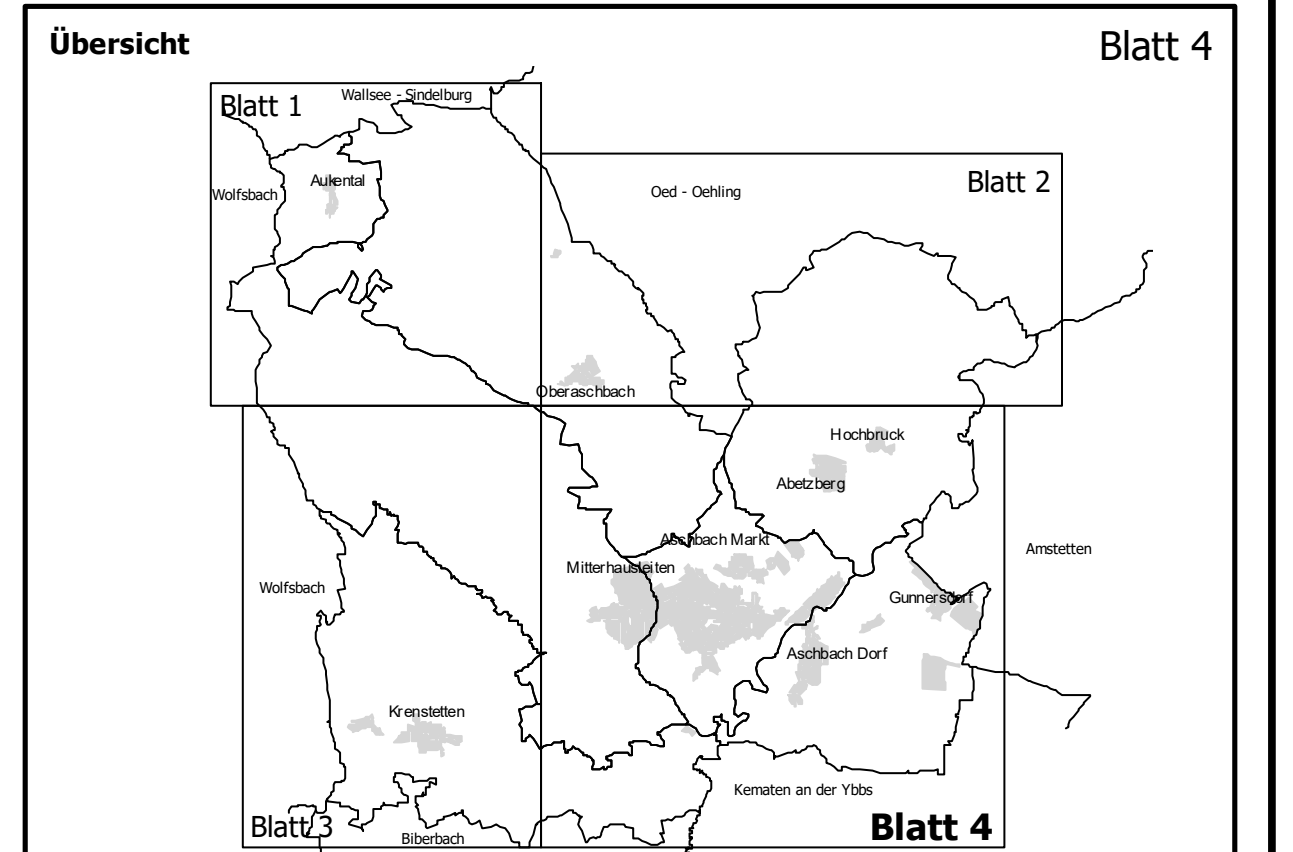 Übersicht
Blatt 4
Blatt 1
Wallsee - Sindelburg
Wolfsbach
Aukental
Oed - Oehling
Blatt 2
Oberaschbach
Hochbruck
Abetzberg
Aschbach Markt
Mitterhausleiten
Amstetten
Wolfsbach
Gunnersdorf
Aschbach Dorf
Krenstetten
Kematen an der Ybbs
Blatt 3
Biberbach
Blatt 4